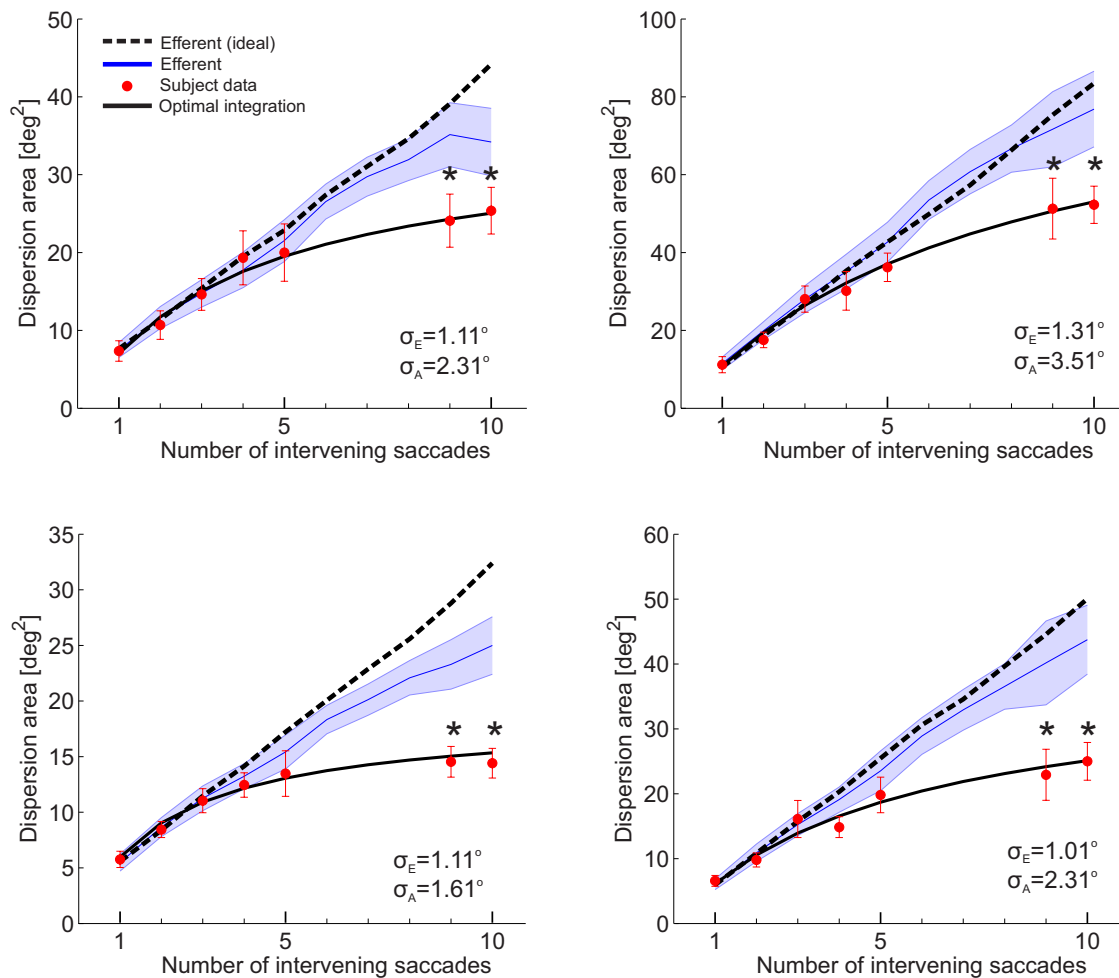 50
40
30
20
10
0
Dispersion area [deg²]
Efferent (ideal)
Efferent
Subject data
Optimal integration
* *
σE=1.11°
σA=2.31°
1 5 10
Number of intervening saccades
100
80
60
40
20
0
Dispersion area [deg²]
* *
σE=1.31°
σA=3.51°
1 5 10
Number of intervening saccades
35
30
25
20
15
10
5
0
Dispersion area [deg²]
* *
σE=1.11°
σA=1.61°
1 5 10
Number of intervening saccades
60
50
40
30
20
10
0
Dispersion area [deg²]
* *
σE=1.01°
σA=2.31°
1 5 10
Number of intervening saccades